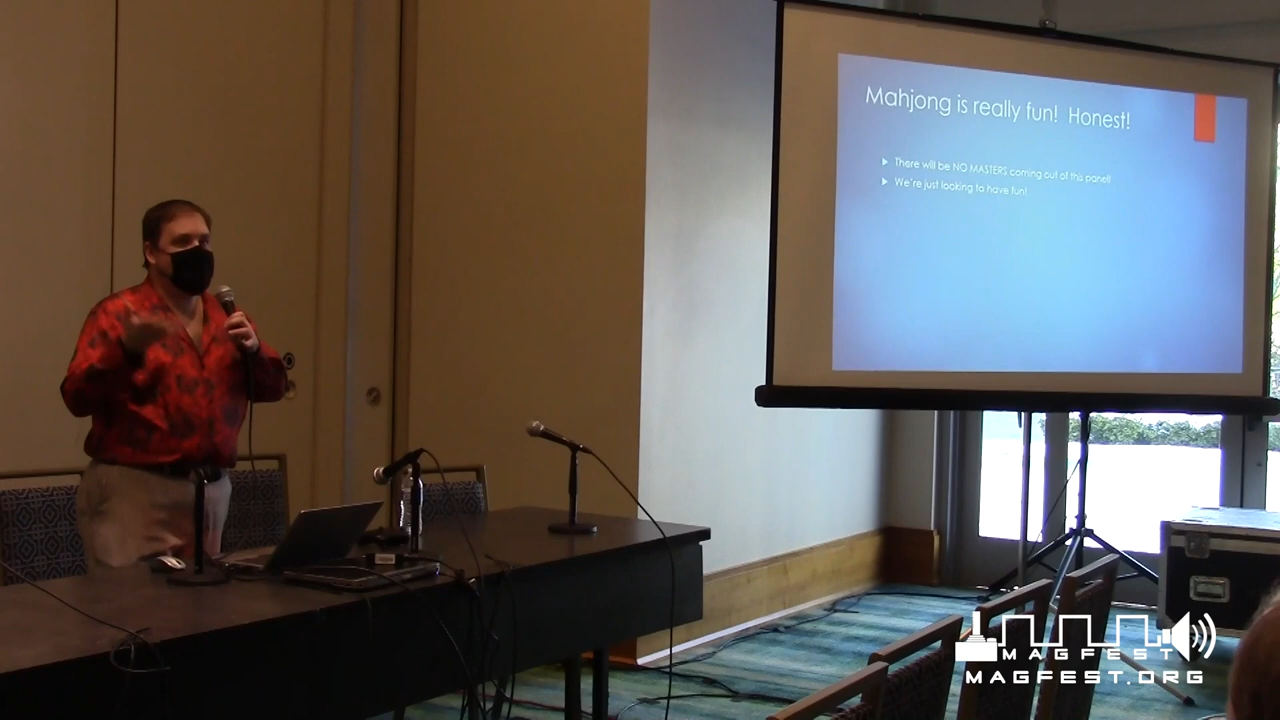 Mahjong is really fun! Honest!
There will be NO MASTERS coming out of this panel!
We're just looking to have fun!
MAGFEST
MAGFEST.ORG